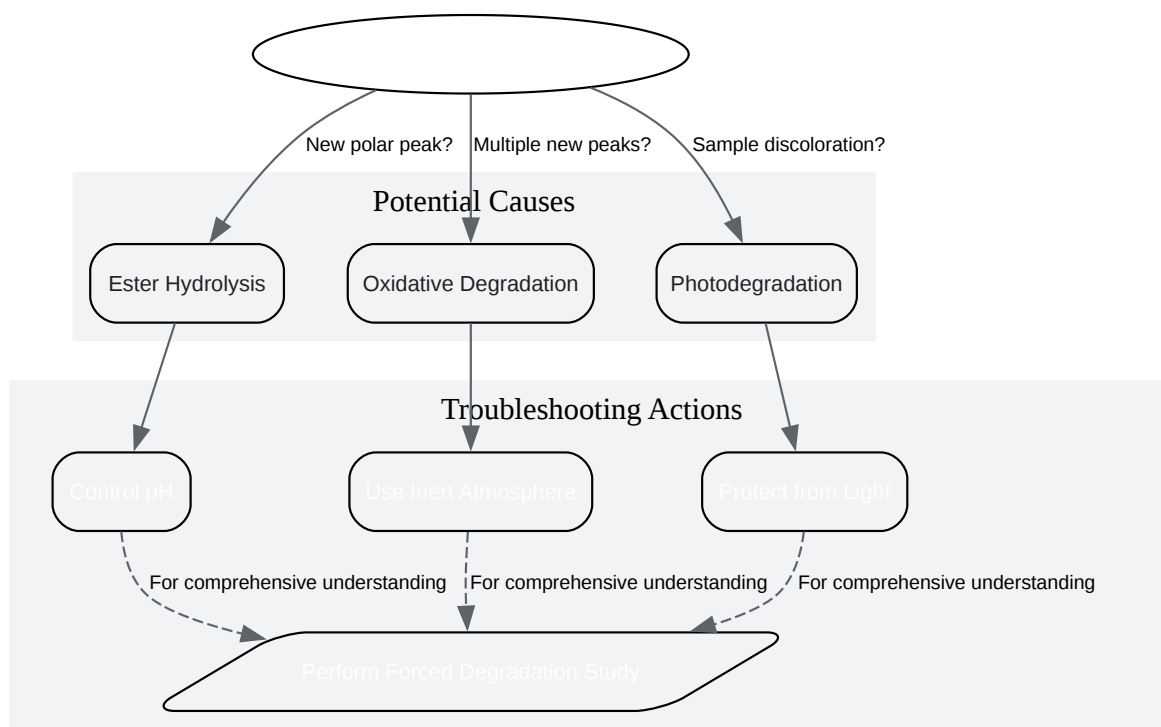 New polar peak?
Multiple new peaks?
Sample discoloration?
Potential Causes
Ester Hydrolysis
Oxidative Degradation
Photodegradation
Troubleshooting Actions
Control pH
Use Inert Atmosphere
Protect from Light
For comprehensive understanding
For comprehensive understanding
For comprehensive understanding
Perform Forced Degradation Study